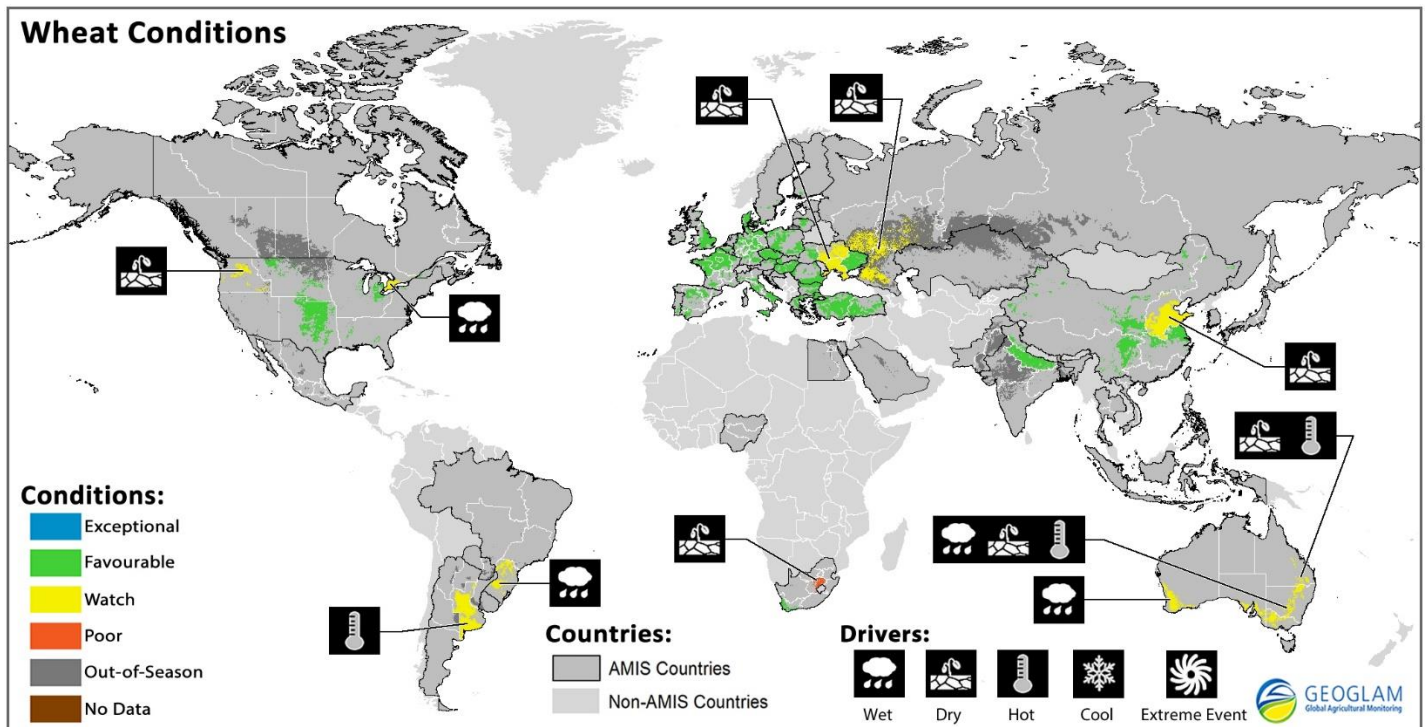 Wheat Conditions
Conditions:
Exceptional
Favourable
Watch
Poor
Out-of-Season
No Data
Countries:
AMIS Countries
Non-AMIS Countries
Drivers:
Wet
Dry
Hot
Cool
Extreme Event
GEOGLAM
Global Agricultural Monitoring